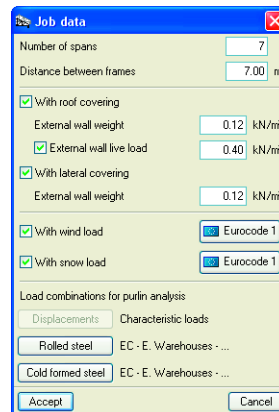 Job data
Number of spans 7
Distance between frames 7.00 m
With roof covering
External wall weight 0.12 kN/m
External wall live load 0.40 kN/m
With lateral covering
External wall weight 0.12 kN/m
With wind load Eurocode 1
With snow load Eurocode 1
Load combinations for purlin analysis
Displacements Characteristic loads
Rolled steel EC - E. Warehouses - ...
Cold formed steel EC - E. Warehouses - ...
Accept Cancel